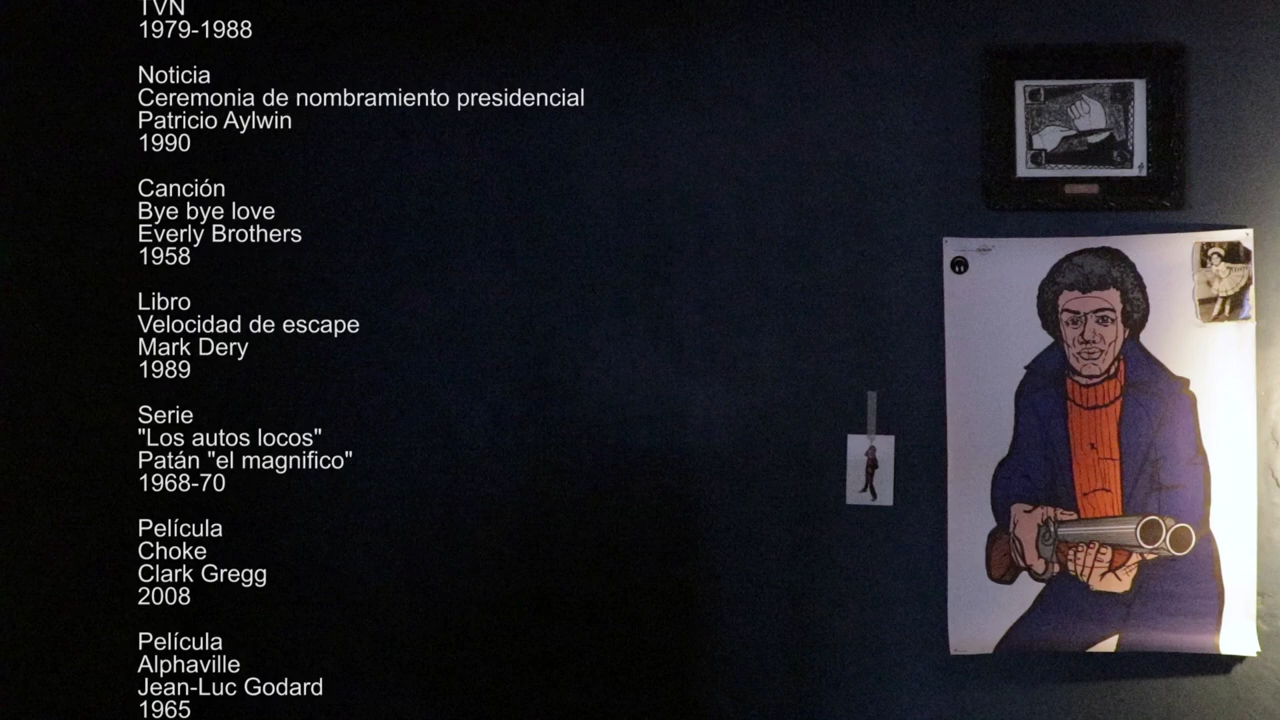 TVN
1979-1988
Noticia
Ceremonia de nombramiento presidencial
Patricio Aylwin
1990
Canción
Bye bye love
Everly Brothers
1958
Libro
Velocidad de escape
Mark Dery
1989
Serie
"Los autos locos"
Patán "el magnifico"
1968-70
Película
Choke
Clark Gregg
2008
Película
Alphaville
Jean-Luc Godard
1965